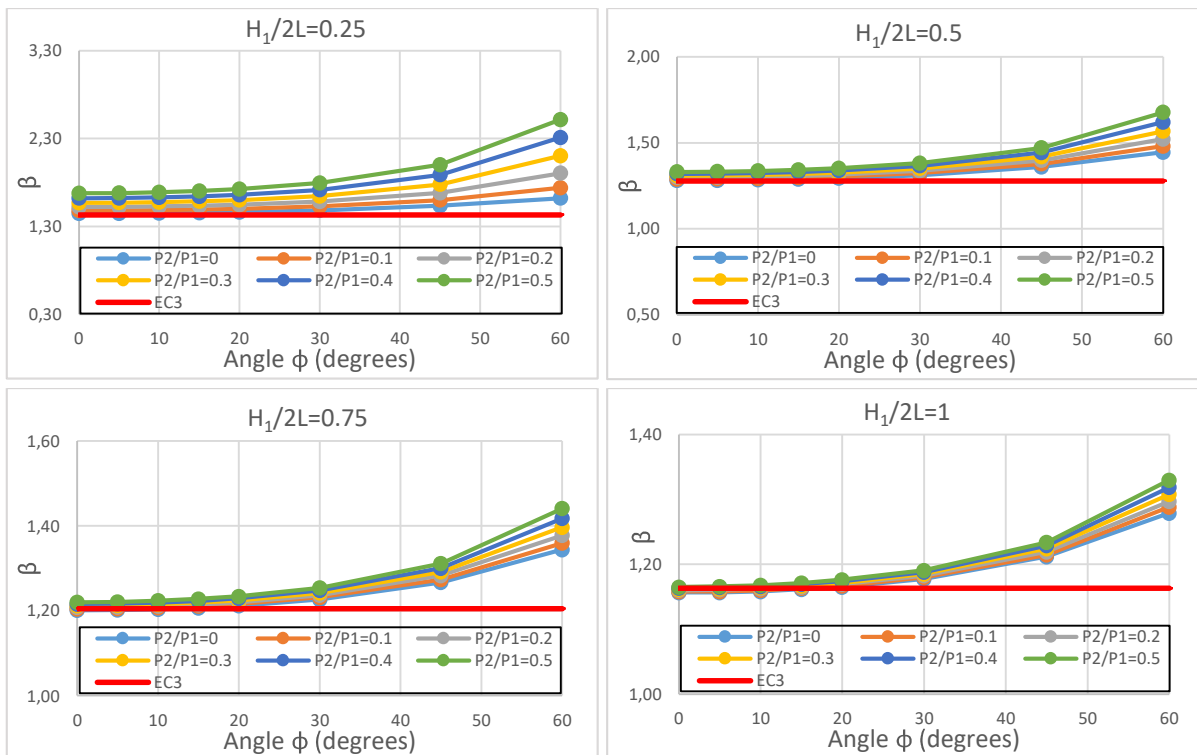 H₁/2L=0.25
3,30
2,30
1,30
0,30
β
P2/P1=0 P2/P1=0.1 P2/P1=0.2
P2/P1=0.3 P2/P1=0.4 P2/P1=0.5
EC3
0 10 20 30 40 50 60
Angle ϕ (degrees)
H₁/2L=0.5
2,00
1,50
1,00
0,50
β
P2/P1=0 P2/P1=0.1 P2/P1=0.2
P2/P1=0.3 P2/P1=0.4 P2/P1=0.5
EC3
0 10 20 30 40 50 60
Angle ϕ (degrees)
H₁/2L=0.75
1,60
1,40
1,20
1,00
β
P2/P1=0 P2/P1=0.1 P2/P1=0.2
P2/P1=0.3 P2/P1=0.4 P2/P1=0.5
EC3
0 10 20 30 40 50 60
Angle ϕ (degrees)
H₁/2L=1
1,40
1,20
1,00
β
P2/P1=0 P2/P1=0.1 P2/P1=0.2
P2/P1=0.3 P2/P1=0.4 P2/P1=0.5
EC3
0 10 20 30 40 50 60
Angle ϕ (degrees)